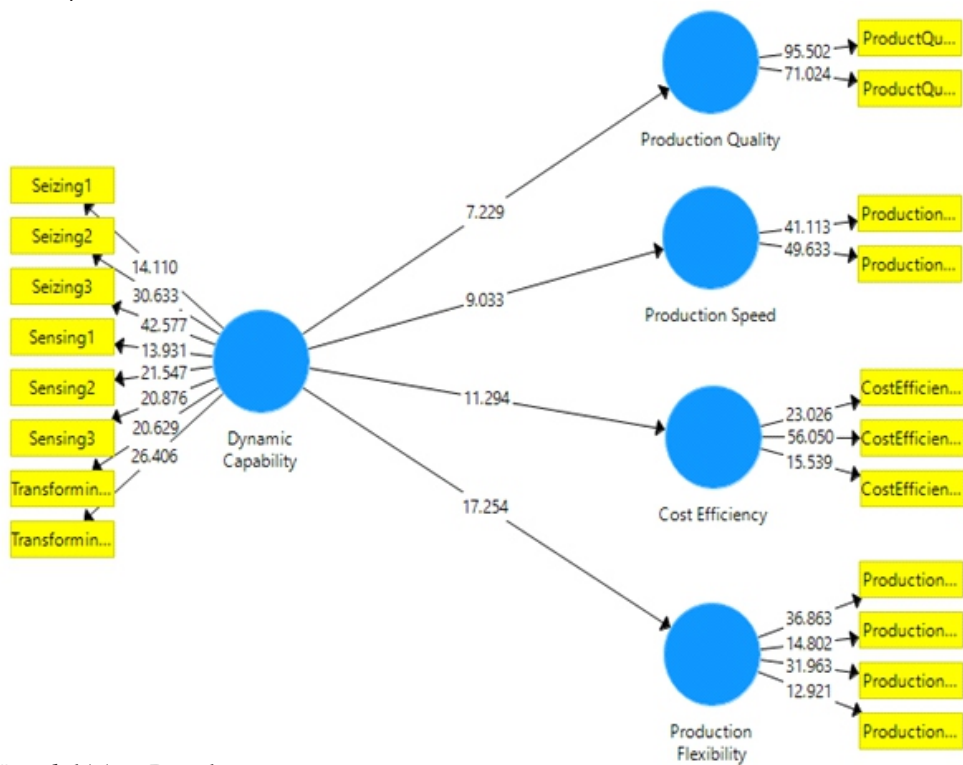 Seizing1
Seizing2
Seizing3
Sensing1
Sensing2
Sensing3
Transformin...
Transformin...
14.110
30.633
42.577
13.931
21.547
20.876
20.629
26.406
Dynamic
Capability
7.229
9.033
11.294
17.254
Production Quality
95.502
71.024
ProductQu...
ProductQu...
Production Speed
41.113
49.633
Production...
Production...
Cost Efficiency
23.026
56.050
15.539
CostEfficien...
CostEfficien...
CostEfficien...
Production
Flexibility
36.863
14.802
31.963
12.921
Production...
Production...
Production...
Production...